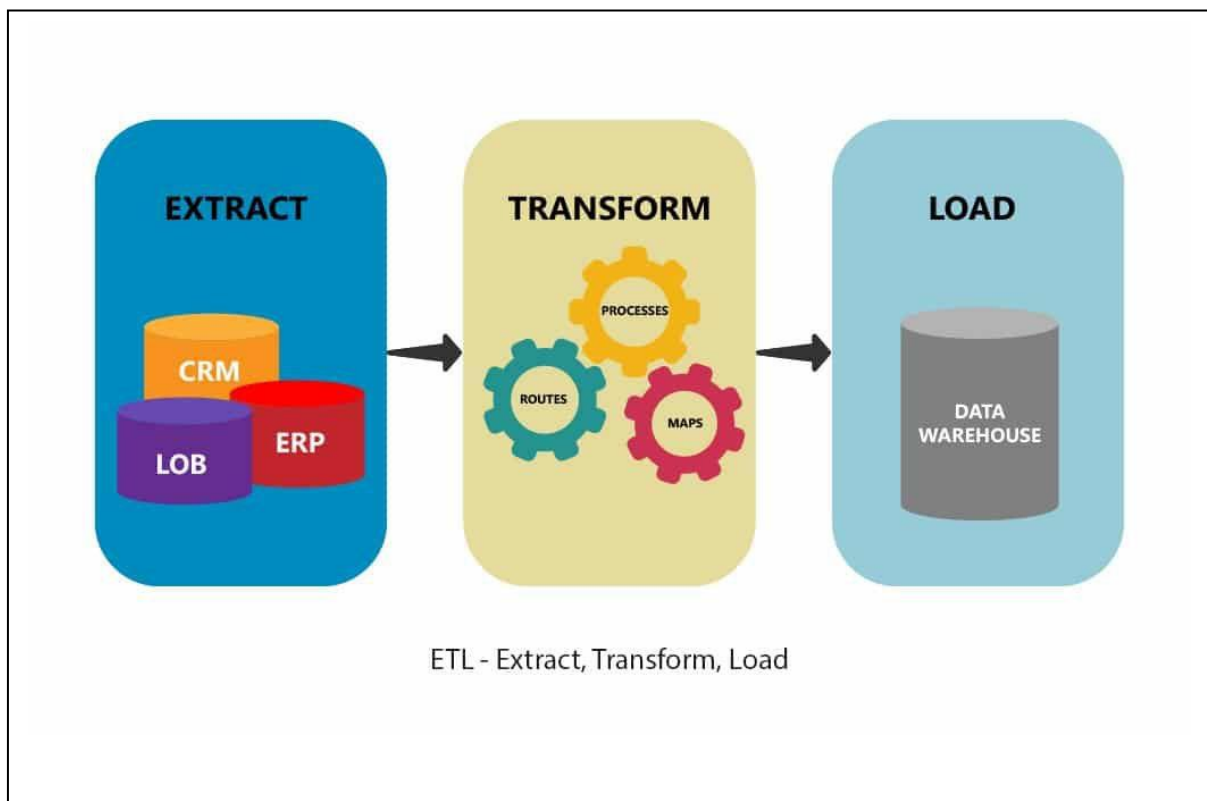 EXTRACT
CRM
LOB
ERP
TRANSFORM
PROCESSES
ROUTES
MAPS
LOAD
DATA
WAREHOUSE
ETL - Extract, Transform, Load